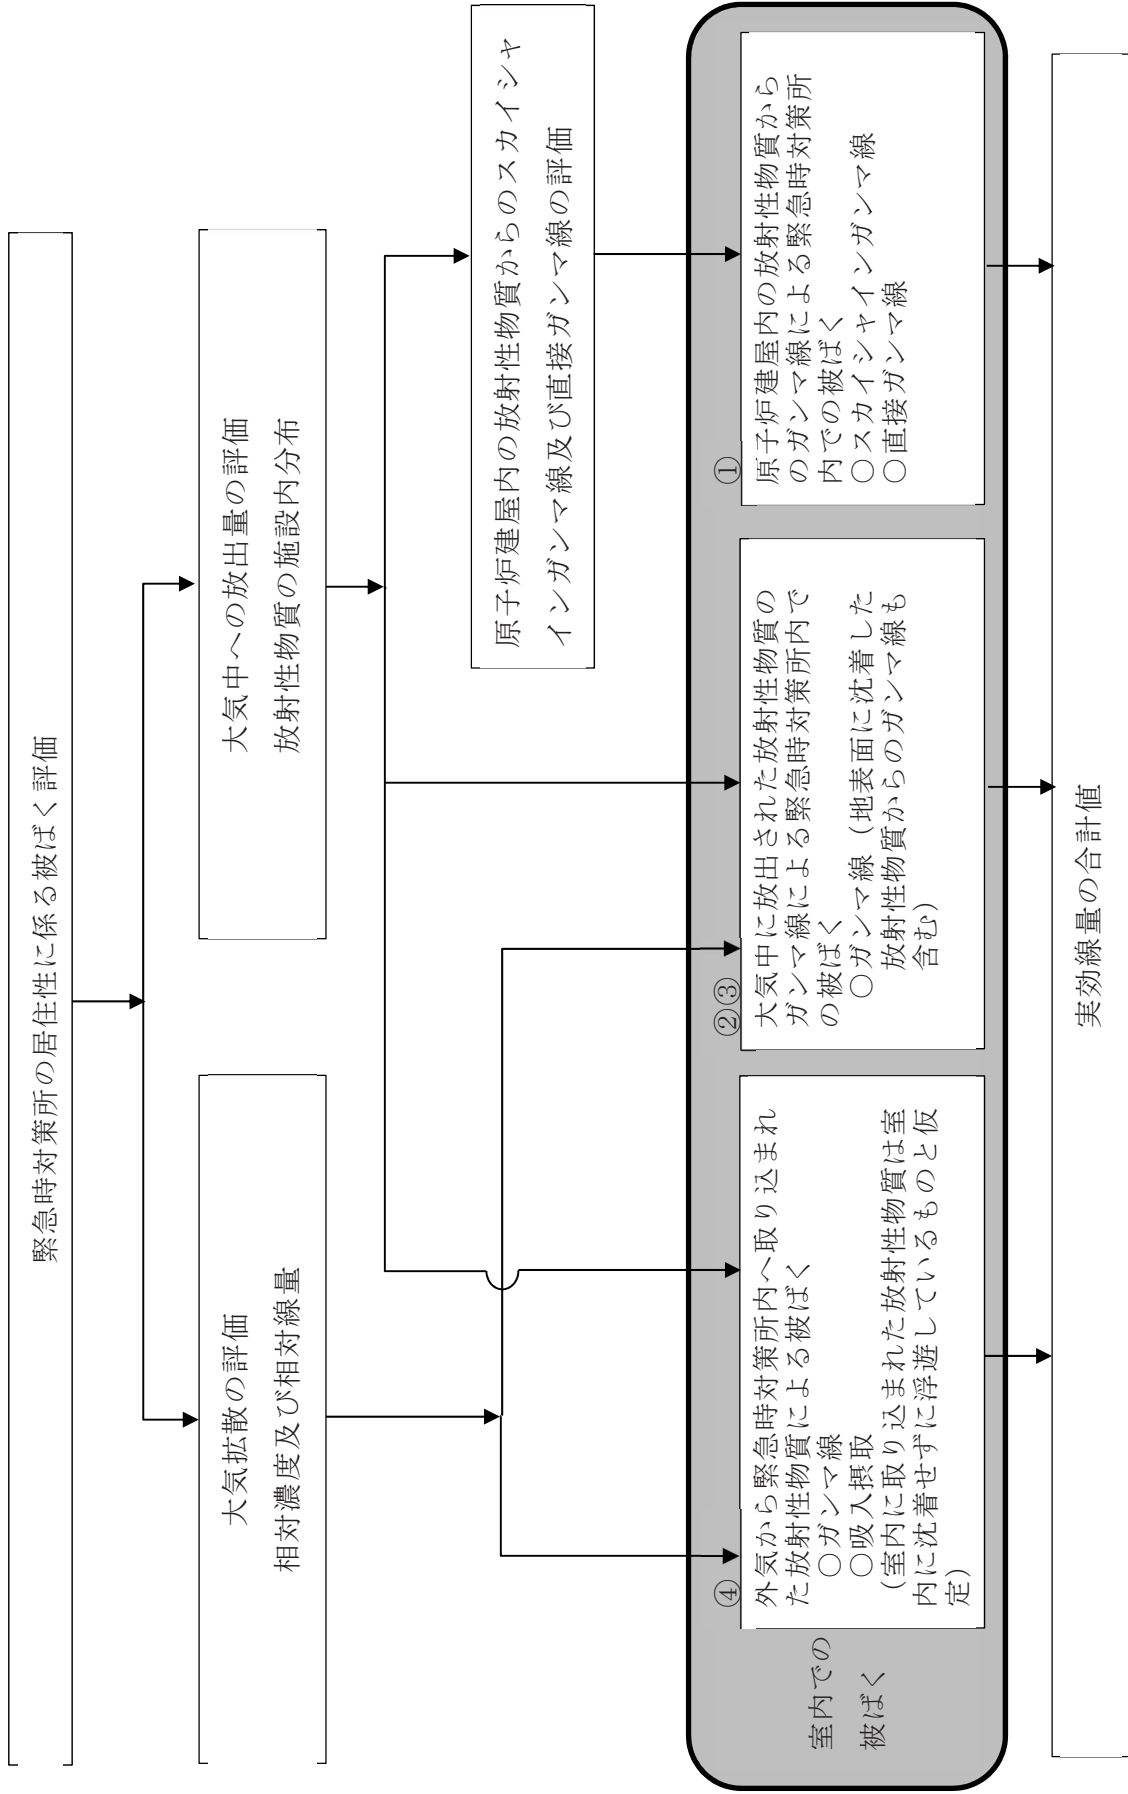 緊急時対策所の居住性に係る被ばく評価
大気拡散の評価
相対濃度及び相対線量
大気中への放出量の評価
放射性物質の施設内分布
原子炉建屋内の放射性物質からのスカイシャ
インガンマ線及び直接ガンマ線の評価
室内での
被ばく
④
外気から緊急時対策所内へ取り込まれ
た放射性物質による被ばく
○ガンマ線
○吸入摂取
(室内に取り込まれた放射性物質は室
内に沈着せずに浮遊しているものと仮
定)
②③
大気中に放出された放射性物質の
ガンマ線による緊急時対策所内で
の被ばく
○ガンマ線（地表面に沈着した
放射性物質からのガンマ線も
含む）
①
原子炉建屋内の放射性物質から
のガンマ線による緊急時対策所
内での被ばく
○スカイシャインガンマ線
○直接ガンマ線
実効線量の合計値